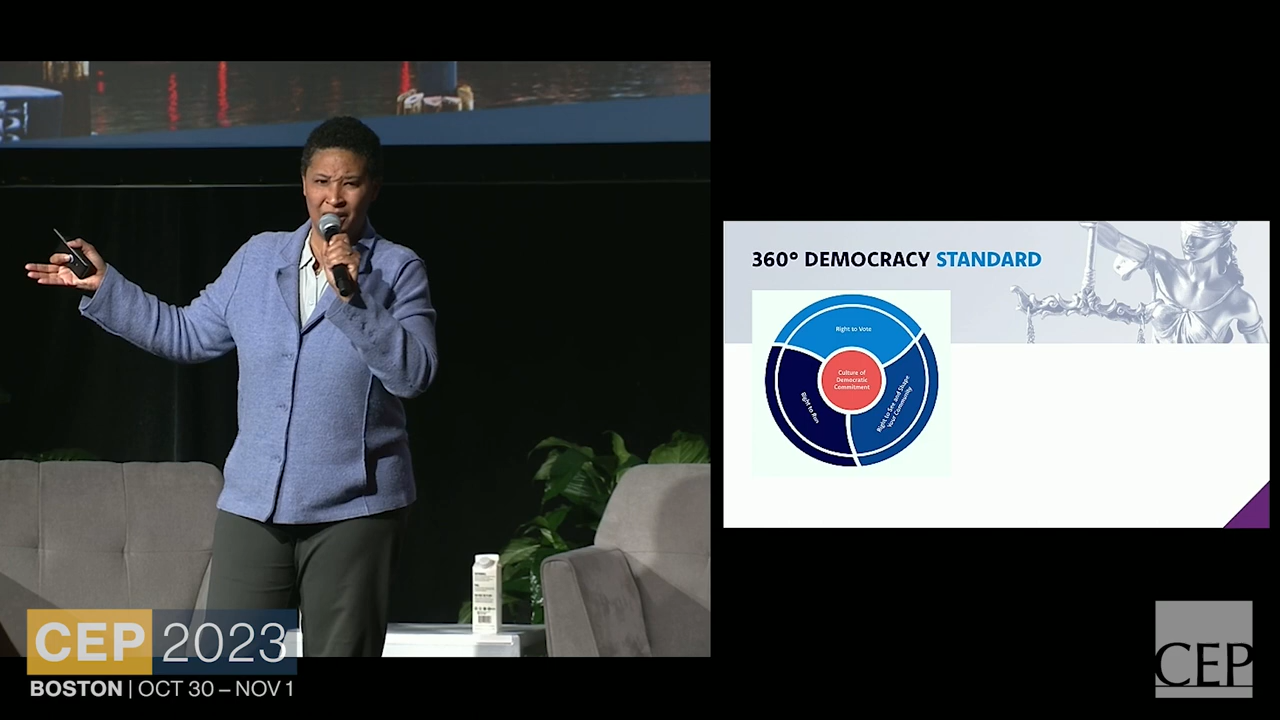 360° DEMOCRACY STANDARD
Right to Vote
Culture of
Democratic
Commitment
Right to Run
Right to See and Shape
Your Community
CEP 2023
BOSTON | OCT 30 – NOV 1
CEP